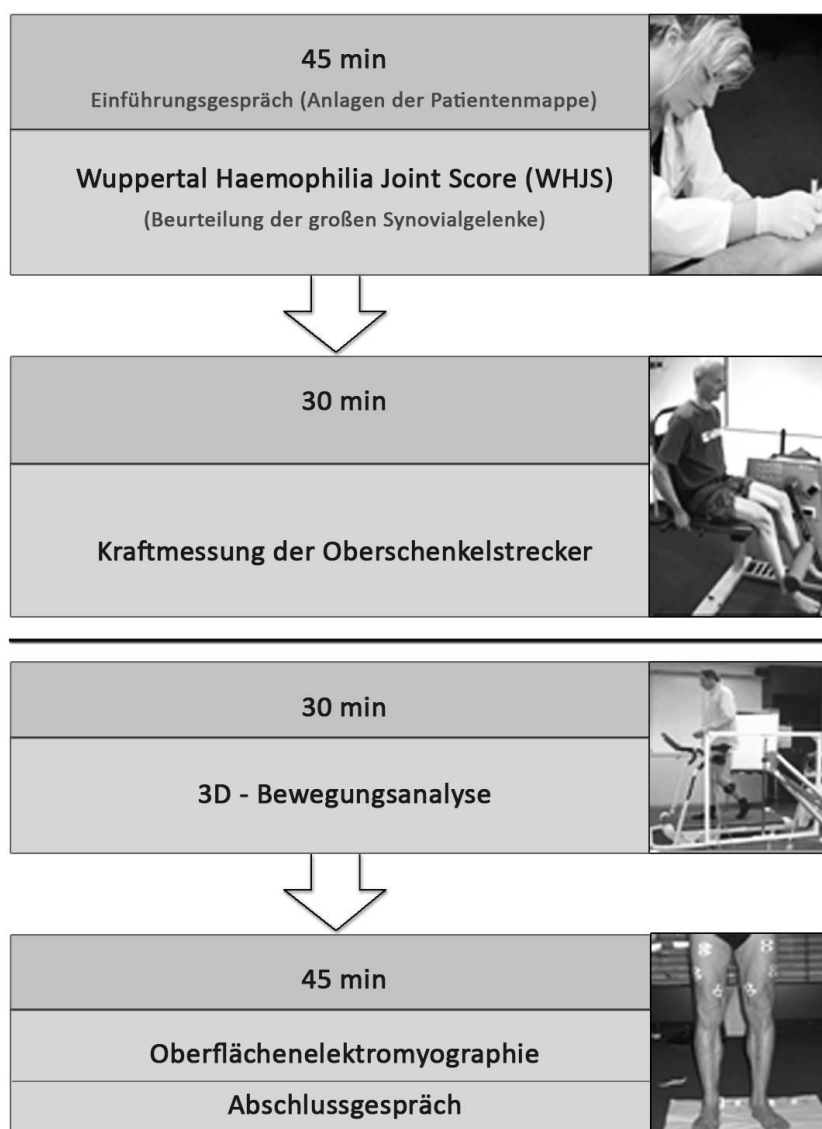 45 min
Einführungsgespräch (Anlagen der Patientenmappe)
Wuppertal Haemophilia Joint Score (WHJS)
(Beurteilung der großen Synovialgelenke)
30 min
Kraftmessung der Oberschenkelstrecker
30 min
3D - Bewegungsanalyse
45 min
Oberflächenelektromyographie
Abschlussgespräch